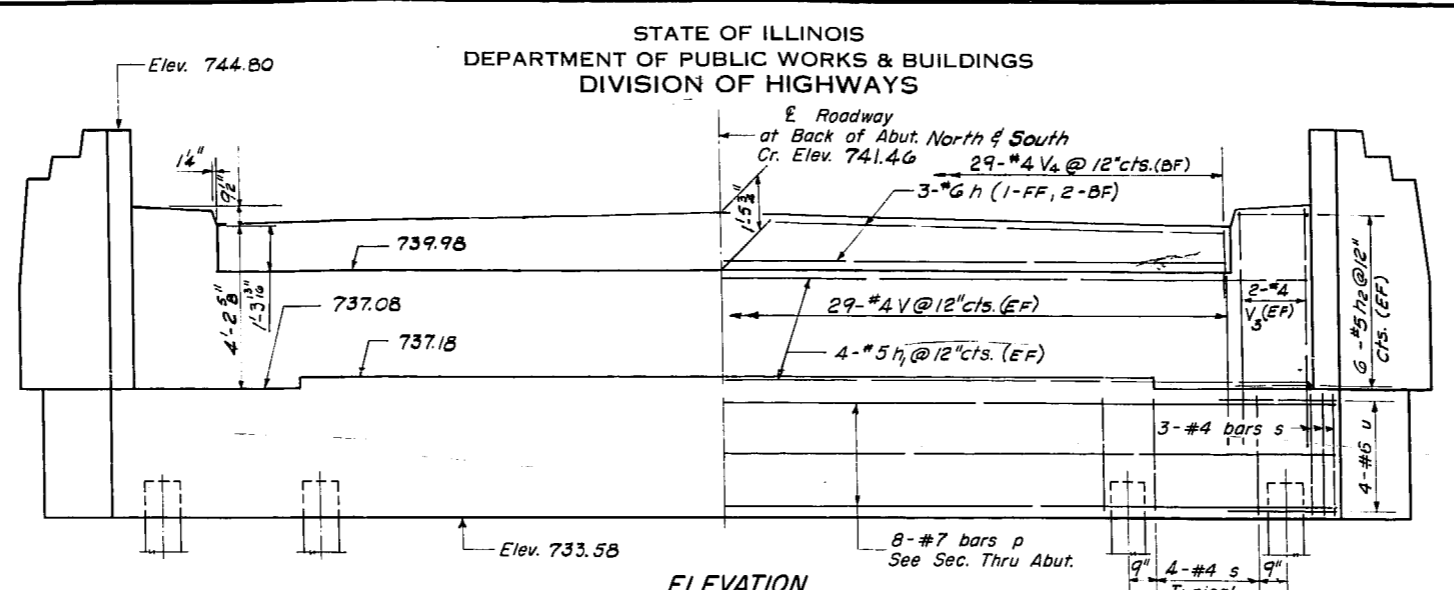 STATE OF ILLINOIS
DEPARTMENT OF PUBLIC WORKS & BUILDINGS
DIVISION OF HIGHWAYS
Elev. 744.80
℄ Roadway
at Back of Abut. North & South
Cr. Elev. 741.46
29-#4 V4 @ 12"cts.(BF)
3-#6 h (1-FF, 2-BF)
1¼"
9½"
1'-5¾"
739.98
737.08
737.18
4'-2⅝"
1'-3 13/16"
29-#4 V @ 12"cts.(EF)
4-#5 h1 @ 12"cts. (EF)
2-#4
V3 (EF)
6-#5 h2 @ 12"
cts. (EF)
3-#4 bars s
4-#6 u
Elev. 733.58
8-#7 bars p
See Sec. Thru Abut.
9"
4-#4 s
9"
Typical
ELEVATION